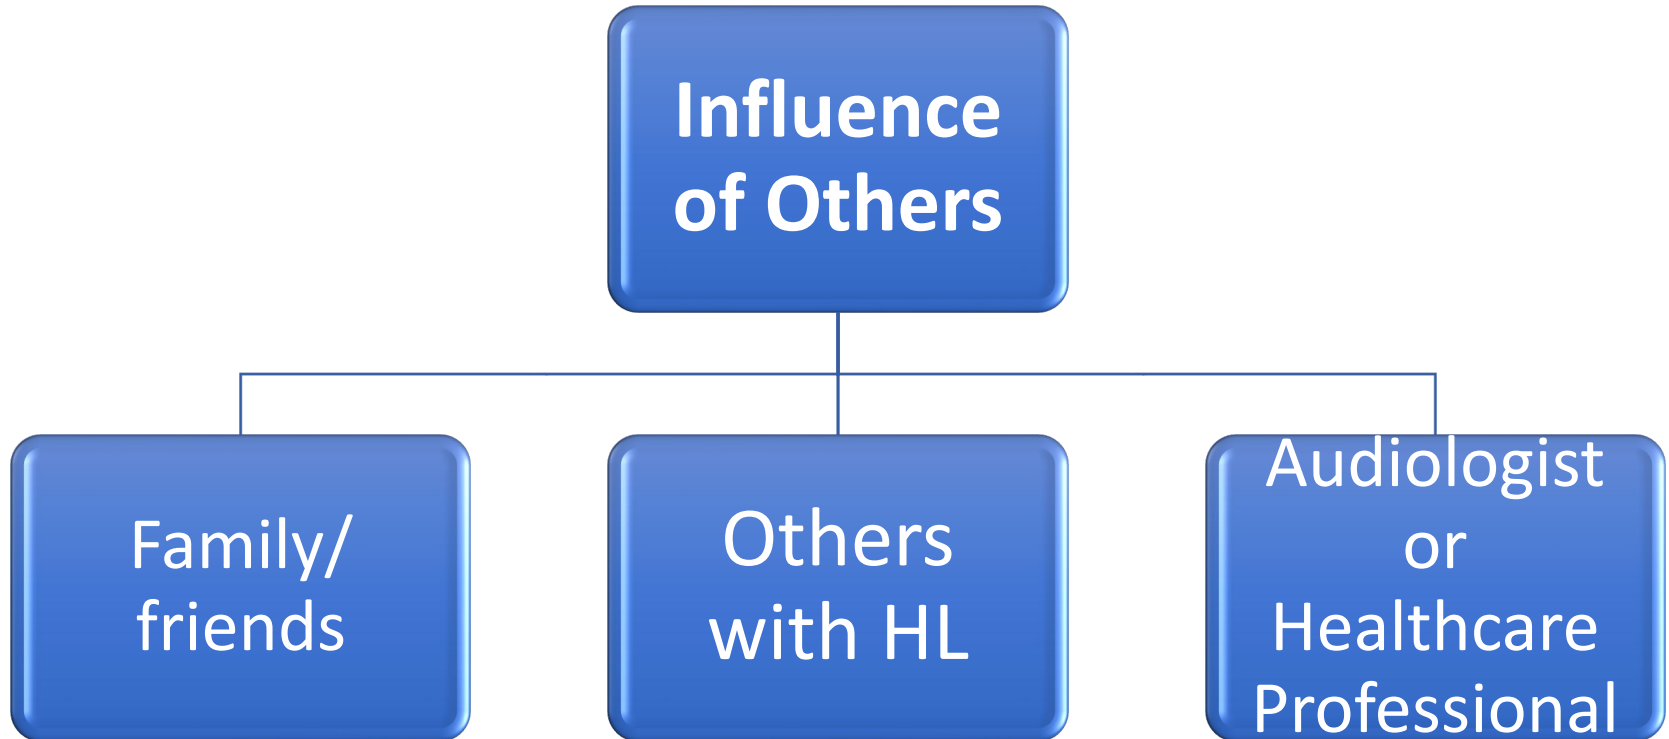 Influence
of Others
Family/
friends
Others
with HL
Audiologist
or
Healthcare
Professional